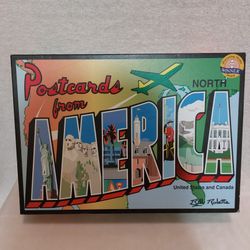 Postcards
NORTH
from
AMERICA
United States and Canada